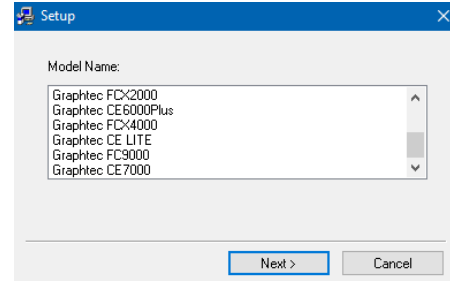 Setup
Model Name:
Graphtec FCX2000
Graphtec CE6000Plus
Graphtec FCX4000
Graphtec CE LITE
Graphtec FC9000
Graphtec CE7000
Next > Cancel